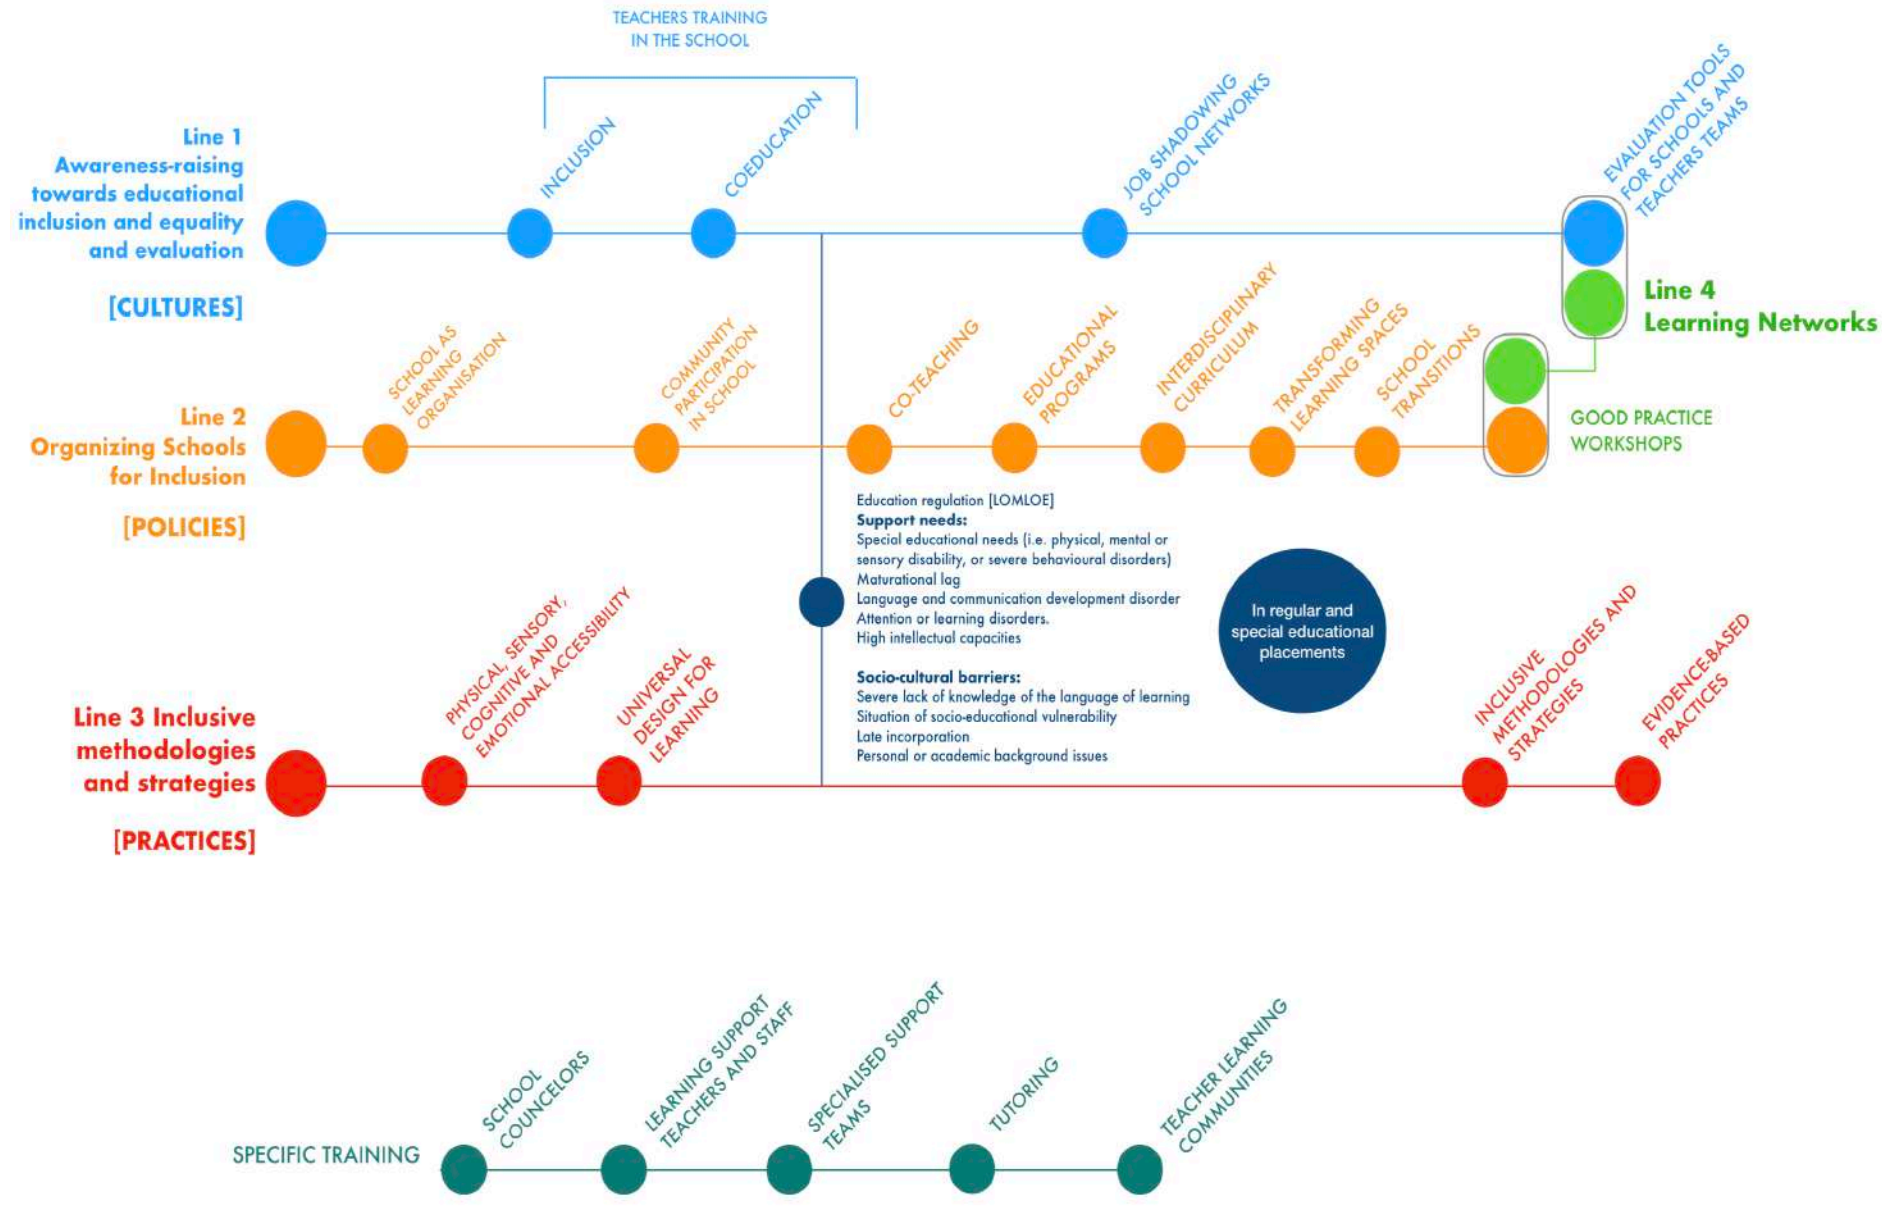 TEACHERS TRAINING
IN THE SCHOOL
Line 1
Awareness-raising
towards educational
inclusion and equality
and evaluation
[CULTURES]
INCLUSION
COEDUCATION
JOB SHADOWING
SCHOOL NETWORKS
EVALUATION TOOLS
FOR SCHOOLS AND
TEACHERS TEAMS
Line 4
Learning Networks
GOOD PRACTICE
WORKSHOPS
Line 2
Organizing Schools
for Inclusion
[POLICIES]
SCHOOL AS
LEARNING
ORGANISATION
COMMUNITY
PARTICIPATION
IN SCHOOL
CO-TEACHING
EDUCATIONAL
PROGRAMS
INTERDISCIPLINARY
CURRICULUM
TRANSFORMING
LEARNING SPACES
SCHOOL
TRANSITIONS
Education regulation [LOMLOE]
Support needs:
Special educational needs (i.e. physical, mental or
sensory disability, or severe behavioural disorders)
Maturational lag
Language and communication development disorder
Attention or learning disorders.
High intellectual capacities
Socio-cultural barriers:
Severe lack of knowledge of the language of learning
Situation of socio-educational vulnerability
Late incorporation
Personal or academic background issues
In regular and
special educational
placements
Line 3 Inclusive
methodologies
and strategies
[PRACTICES]
PHYSICAL, SENSORY,
COGNITIVE AND
EMOTIONAL ACCESSIBILITY
UNIVERSAL
DESIGN FOR
LEARNING
INCLUSIVE
METHODOLOGIES AND
STRATEGIES
EVIDENCE-BASED
PRACTICES
SPECIFIC TRAINING
SCHOOL
COUNCELORS
LEARNING SUPPORT
TEACHERS AND STAFF
SPECIALISED SUPPORT
TEAMS
TUTORING
TEACHER LEARNING
COMMUNITIES